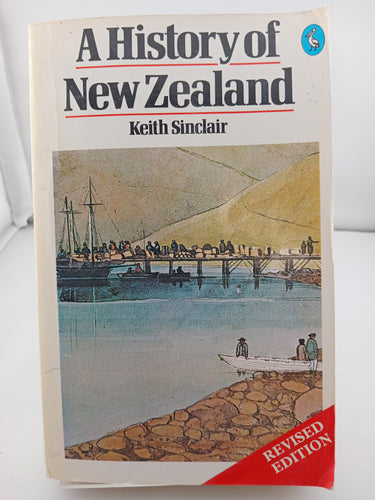 A History of
New Zealand
Keith Sinclair
REVISED
EDITION